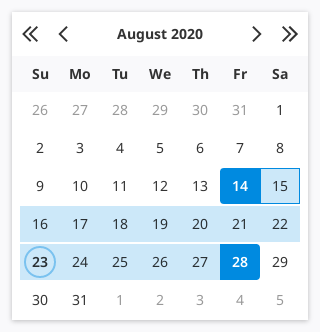 August 2020
Su Mo Tu We Th Fr Sa
26 27 28 29 30 31 1
2 3 4 5 6 7 8
9 10 11 12 13 14 15
16 17 18 19 20 21 22
23 24 25 26 27 28 29
30 31 1 2 3 4 5